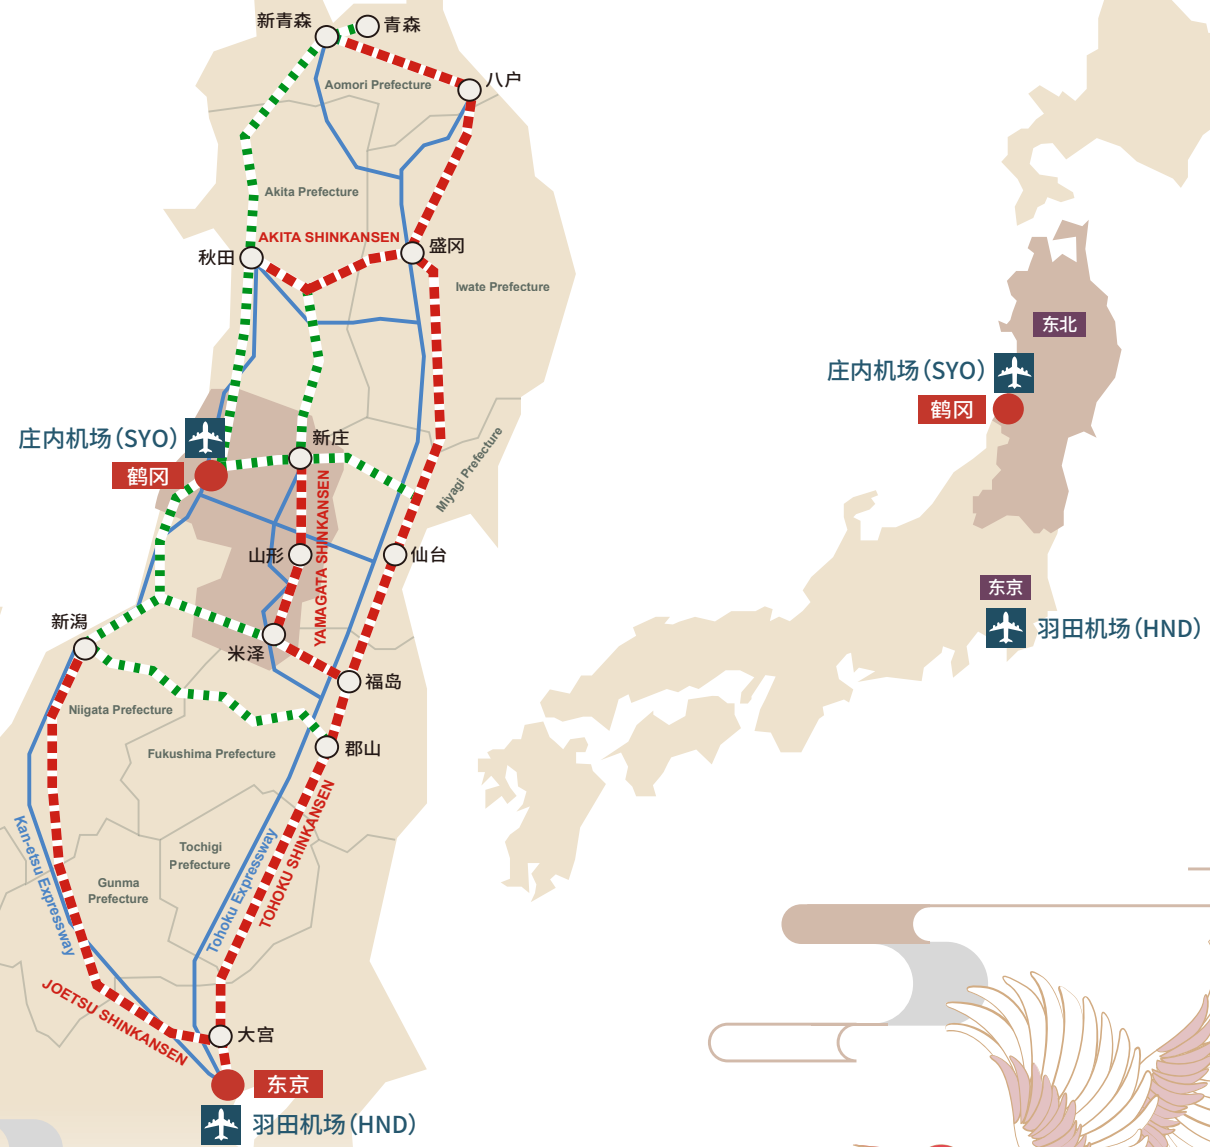 新青森
青森
八户
Aomori Prefecture
Akita Prefecture
AKITA SHINKANSEN
秋田
盛冈
Iwate Prefecture
庄内机场(SYO)
鹤冈
新庄
Miyagi Prefecture
YAMAGATA SHINKANSEN
山形
仙台
新潟
米泽
福岛
Niigata Prefecture
Fukushima Prefecture
郡山
Kan-etsu Expressway
Tohoku Expressway
TOHOKU SHINKANSEN
Tochigi
Prefecture
Gunma
Prefecture
JOETSU SHINKANSEN
大宫
东京
羽田机场(HND)
东北
庄内机场(SYO)
鹤冈
东京
羽田机场(HND)